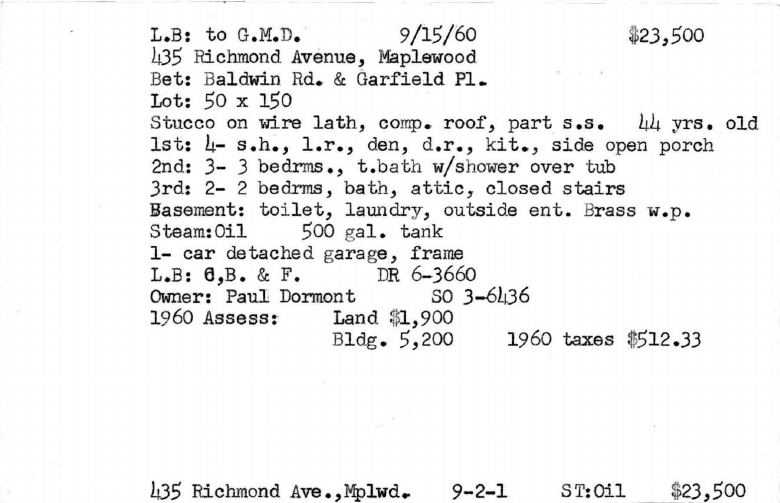 L.B: to G.M.D. 9/15/60 $23,500
435 Richmond Avenue, Maplewood
Bet: Baldwin Rd. & Garfield Pl.
Lot: 50 x 150
Stucco on wire lath, comp. roof, part s.s. 44 yrs. old
1st: 4- s.h., l.r., den, d.r., kit., side open porch
2nd: 3- 3 bedrms., t.bath w/shower over tub
3rd: 2- 2 bedrms, bath, attic, closed stairs
Basement: toilet, laundry, outside ent. Brass w.p.
Steam:Oil 500 gal. tank
1- car detached garage, frame
L.B: ,B. & F. DR 6-3660
Owner: Paul Dormont SO 3-6436
1960 Assess: Land $1,900
Bldg. 5,200 1960 taxes $512.33
435 Richmond Ave.,Mplwd. 9-2-1 ST:Oil $23,500